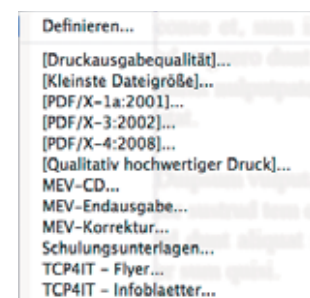 Definieren...
[Druckausgabequalität]...
[Kleinste Dateigröße]...
[PDF/X-1a:2001]...
[PDF/X-3:2002]...
[PDF/X-4:2008]...
[Qualitativ hochwertiger Druck]...
MEV-CD...
MEV-Endausgabe...
MEV-Korrektur...
Schulungsunterlagen...
TCP4IT - Flyer...
TCP4IT - Infoblaetter...